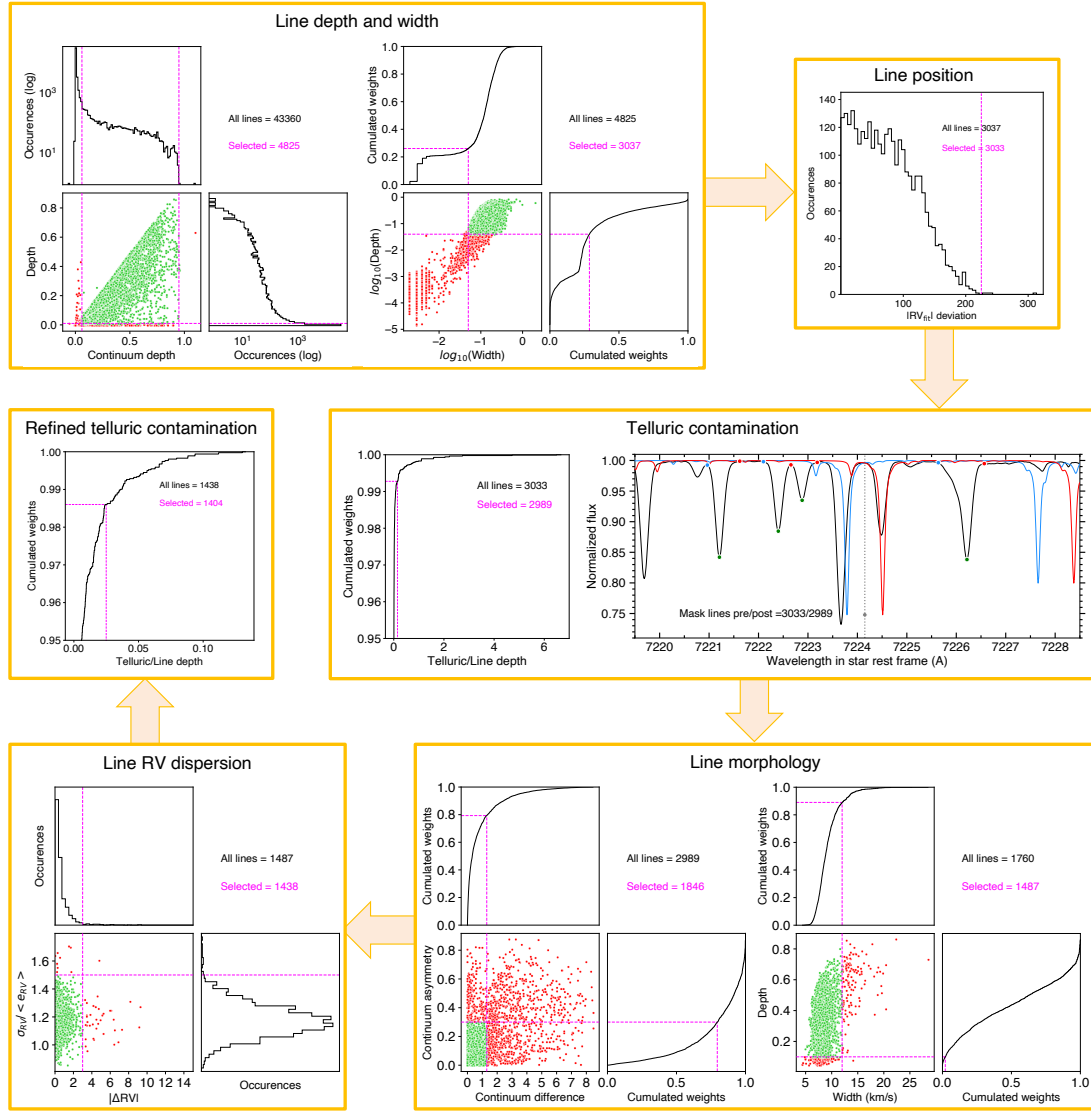 Line depth and width
Occurences (log)
10³
10¹
All lines = 43360
Selected = 4825
Depth
0.8
0.6
0.4
0.2
0.0
0.0 0.5 1.0
Continuum depth
10¹ 10³
Occurences (log)
Cumulated weights
1.0
0.8
0.6
0.4
0.2
0.0
All lines = 4825
Selected = 3037
log₁₀(Depth)
0
−1
−2
−3
−4
−5
−2 −1 0
log₁₀(Width)
0.0 0.5 1.0
Cumulated weights
Line position
Occurences
140
120
100
80
60
40
20
0
All lines = 3037
Selected = 3033
100 200 300
|RVfit| deviation
Refined telluric contamination
Cumulated weights
1.00
0.99
0.98
0.97
0.96
0.95
All lines = 1438
Selected = 1404
0.00 0.05 0.10
Telluric/Line depth
Telluric contamination
Cumulated weights
1.00
0.99
0.98
0.97
0.96
0.95
All lines = 3033
Selected = 2989
0 2 4 6
Telluric/Line depth
Normalized flux
1.00
0.95
0.90
0.85
0.80
0.75
Mask lines pre/post =3033/2989
7220 7221 7222 7223 7224 7225 7226 7227 7228
Wavelength in star rest frame (A)
Line RV dispersion
Occurences
All lines = 1487
Selected = 1438
σRV/ < eRV >
1.6
1.4
1.2
1.0
0 2 4 6 8 10 12 14
|ΔRV|
Occurences
Line morphology
Cumulated weights
1.0
0.8
0.6
0.4
0.2
0.0
All lines = 2989
Selected = 1846
Continuum asymmetry
0.8
0.7
0.6
0.5
0.4
0.3
0.2
0.1
0.0
0 1 2 3 4 5 6 7 8
Continuum difference
0.0 0.5 1.0
Cumulated weights
Cumulated weights
1.0
0.8
0.6
0.4
0.2
0.0
All lines = 1760
Selected = 1487
Depth
0.8
0.6
0.4
0.2
5 10 15 20 25
Width (km/s)
0.0 0.5 1.0
Cumulated weights